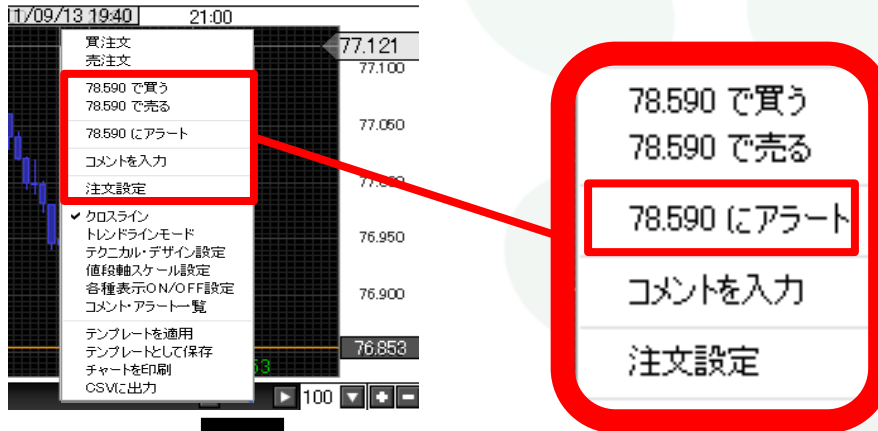 11/09/13 19:40
21:00
買注文
売注文
78.590 で買う
78.590 で売る
78.590 にアラート
コメントを入力
注文設定
✔ クロスライン
トレンドラインモード
テクニカル・デザイン設定
値段軸スケール設定
各種表示ON/OFF設定
コメント・アラート一覧
テンプレートを適用
テンプレートとして保存
チャートを印刷
CSVに出力
77.121
77.100
77.050
76.950
76.900
76.853
100
78.590 で買う
78.590 で売る
78.590 にアラート
コメントを入力
注文設定